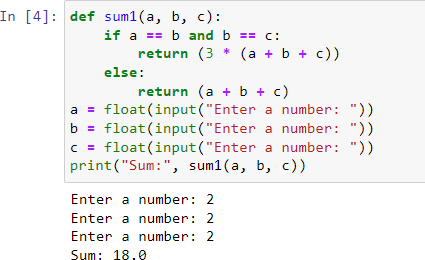 In [4]: def sum1(a, b, c):
    if a == b and b == c:
        return (3 * (a + b + c))
    else:
        return (a + b + c)
a = float(input("Enter a number: "))
b = float(input("Enter a number: "))
c = float(input("Enter a number: "))
print("Sum:", sum1(a, b, c))
Enter a number: 2
Enter a number: 2
Enter a number: 2
Sum: 18.0